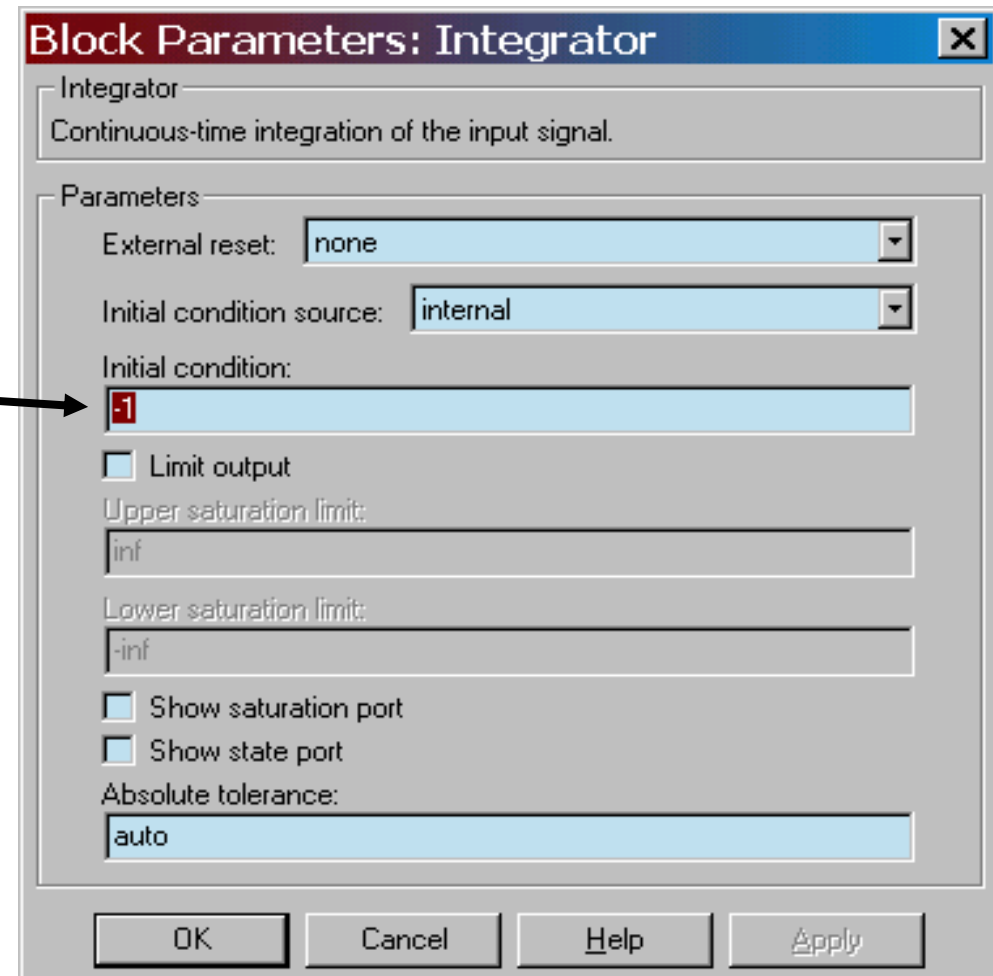 Block Parameters: Integrator
Integrator
Continuous-time integration of the input signal.
Parameters
External reset: none
Initial condition source: internal
Initial condition:
-1
Limit output
Upper saturation limit:
inf
Lower saturation limit:
-inf
Show saturation port
Show state port
Absolute tolerance:
auto
OK Cancel Help Apply